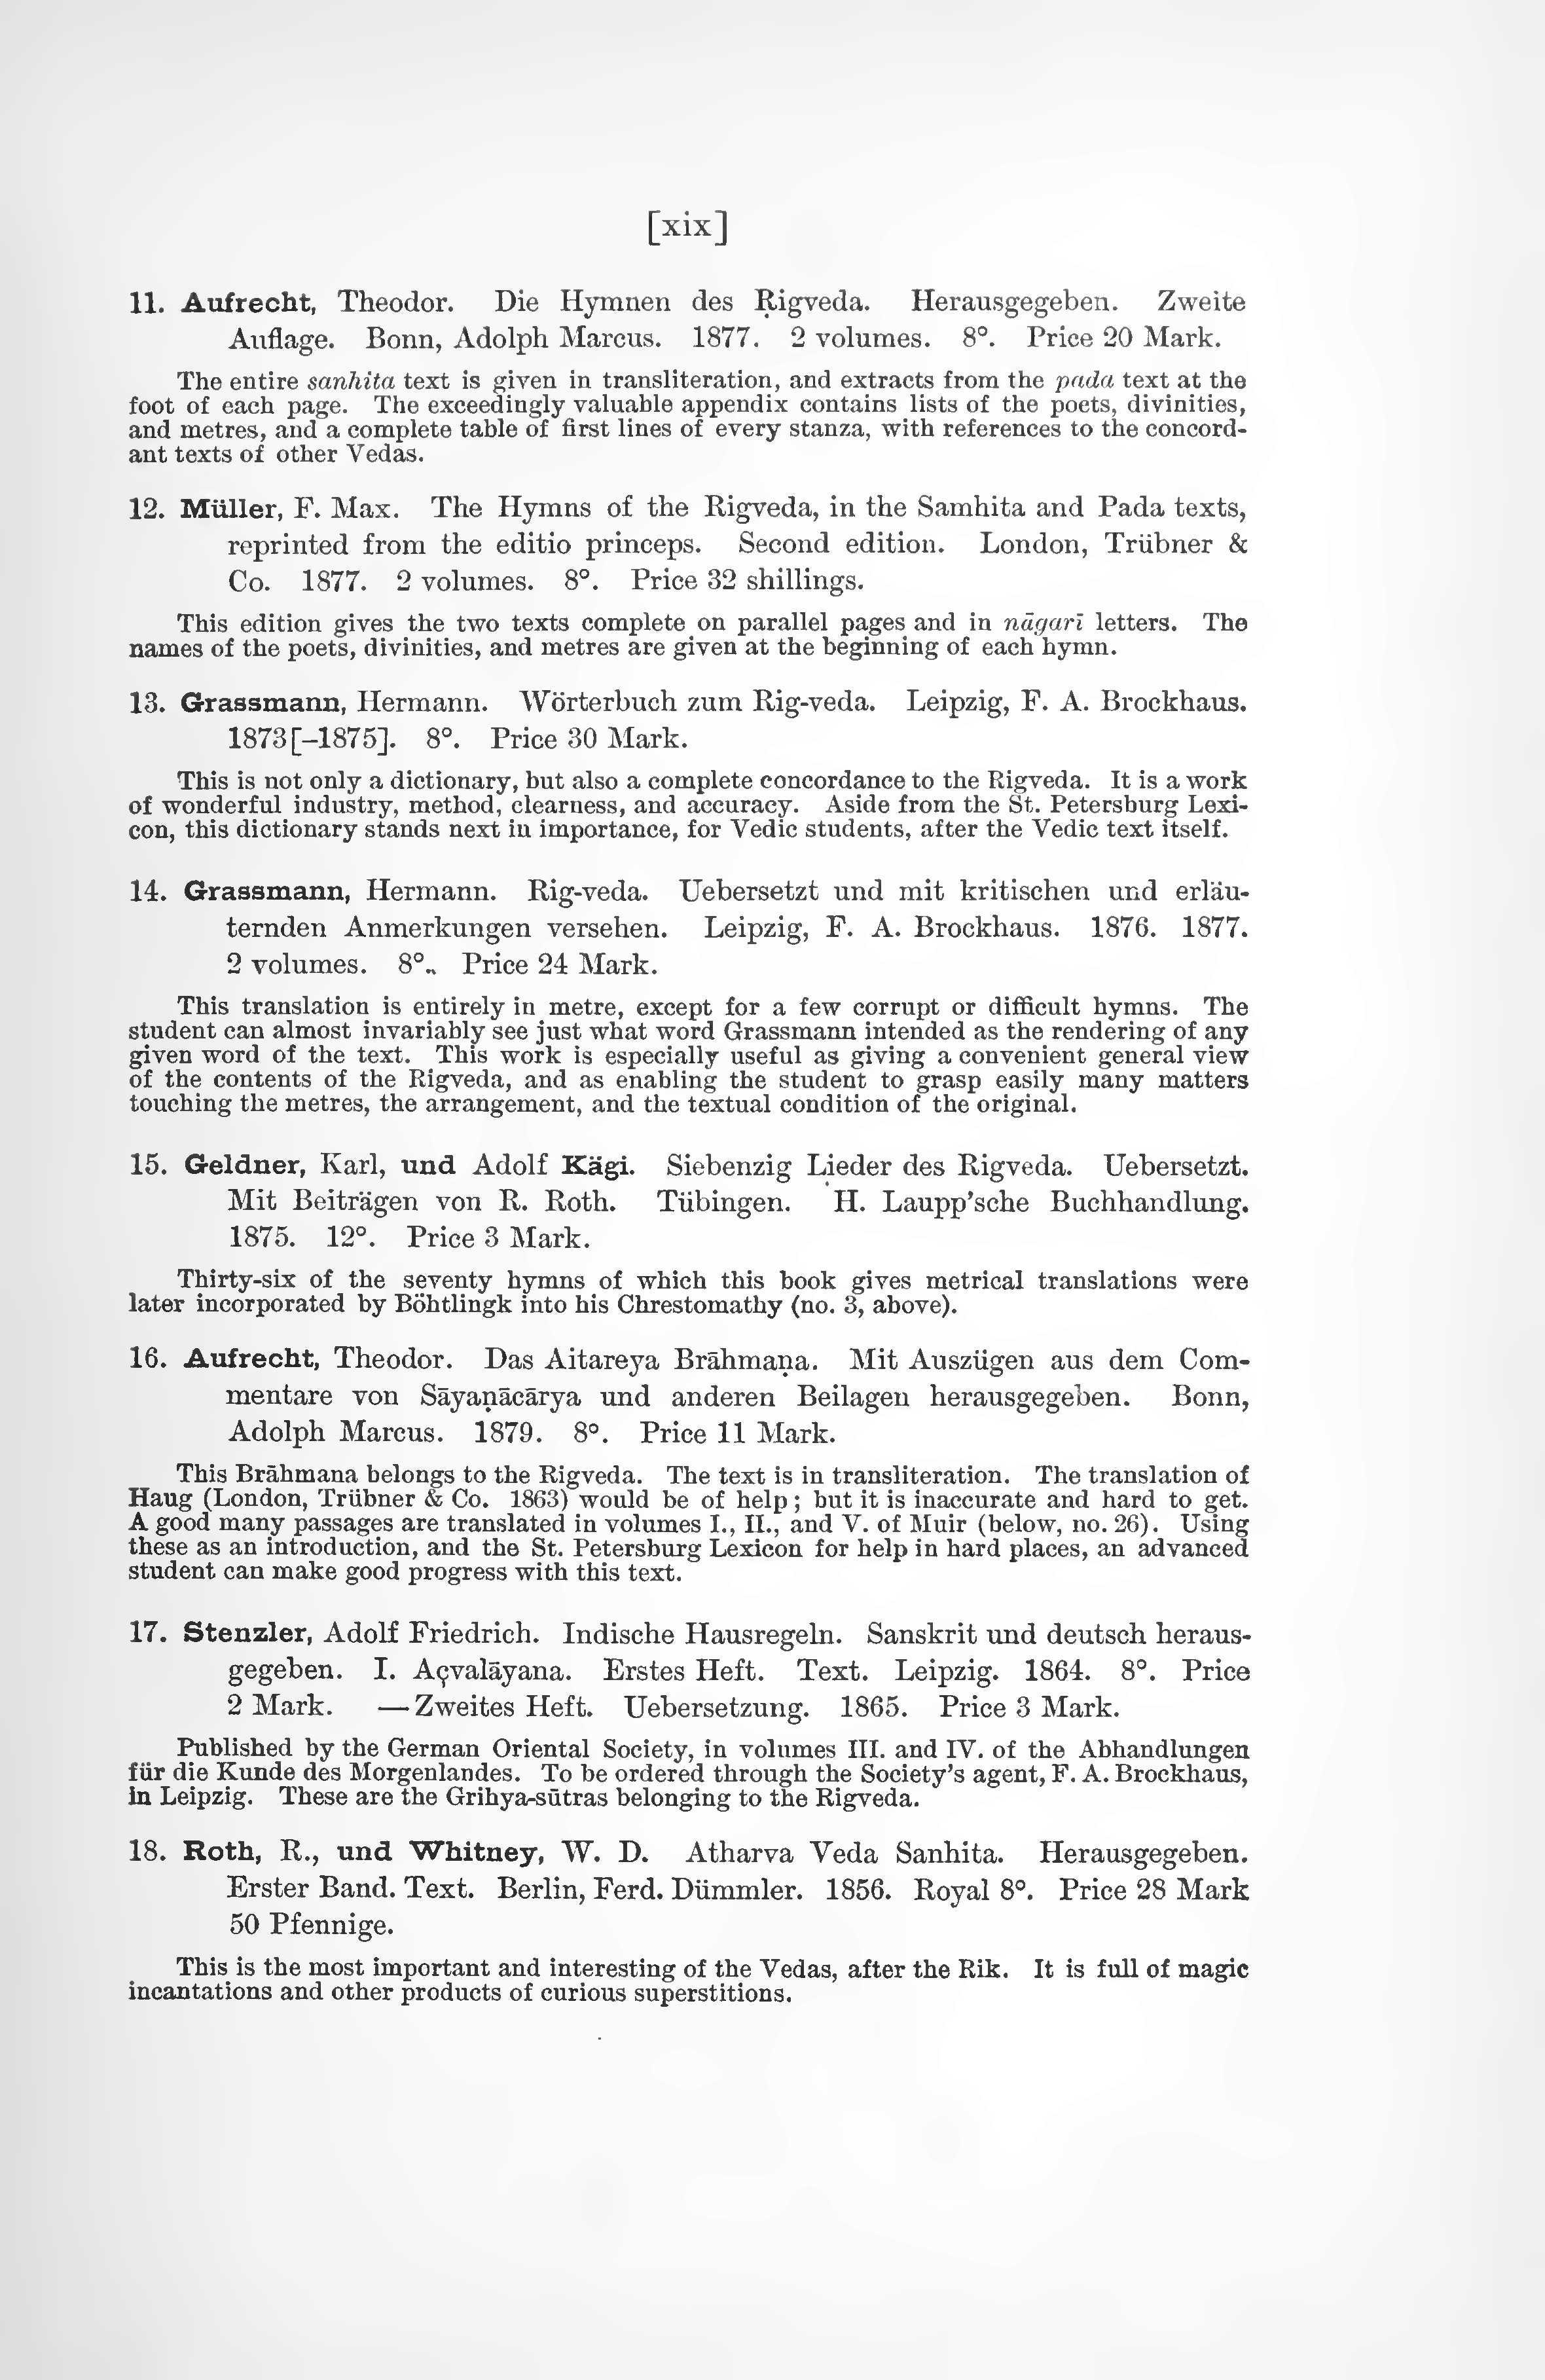 [xix]
11. Aufrecht, Theodor. Die Hymnen des Ṛigveda. Herausgegeben. Zweite
Auflage. Bonn, Adolph Marcus. 1877. 2 volumes. 8°. Price 20 Mark.
The entire sanhita text is given in transliteration, and extracts from the pada text at the
foot of each page. The exceedingly valuable appendix contains lists of the poets, divinities,
and metres, and a complete table of first lines of every stanza, with references to the concord-
ant texts of other Vedas.
12. Müller, F. Max. The Hymns of the Rigveda, in the Samhita and Pada texts,
reprinted from the editio princeps. Second edition. London, Trübner &
Co. 1877. 2 volumes. 8°. Price 32 shillings.
This edition gives the two texts complete on parallel pages and in nāgarī letters. The
names of the poets, divinities, and metres are given at the beginning of each hymn.
13. Grassmann, Hermann. Wörterbuch zum Rig-veda. Leipzig, F. A. Brockhaus.
1873[–1875]. 8°. Price 30 Mark.
This is not only a dictionary, but also a complete concordance to the Rigveda. It is a work
of wonderful industry, method, clearness, and accuracy. Aside from the St. Petersburg Lexi-
con, this dictionary stands next in importance, for Vedic students, after the Vedic text itself.
14. Grassmann, Hermann. Rig-veda. Uebersetzt und mit kritischen und erläu-
ternden Anmerkungen versehen. Leipzig, F. A. Brockhaus. 1876. 1877.
2 volumes. 8°. Price 24 Mark.
This translation is entirely in metre, except for a few corrupt or difficult hymns. The
student can almost invariably see just what word Grassmann intended as the rendering of any
given word of the text. This work is especially useful as giving a convenient general view
of the contents of the Rigveda, and as enabling the student to grasp easily many matters
touching the metres, the arrangement, and the textual condition of the original.
15. Geldner, Karl, und Adolf Kägi. Siebenzig Lieder des Rigveda. Uebersetzt.
Mit Beiträgen von R. Roth. Tübingen. H. Laupp'sche Buchhandlung.
1875. 12°. Price 3 Mark.
Thirty-six of the seventy hymns of which this book gives metrical translations were
later incorporated by Böhtlingk into his Chrestomathy (no. 3, above).
16. Aufrecht, Theodor. Das Aitareya Brāhmaṇa. Mit Auszügen aus dem Com-
mentare von Sāyaṇācārya und anderen Beilagen herausgegeben. Bonn,
Adolph Marcus. 1879. 8°. Price 11 Mark.
This Brāhmana belongs to the Rigveda. The text is in transliteration. The translation of
Haug (London, Trübner & Co. 1863) would be of help; but it is inaccurate and hard to get.
A good many passages are translated in volumes I., II., and V. of Muir (below, no. 26). Using
these as an introduction, and the St. Petersburg Lexicon for help in hard places, an advanced
student can make good progress with this text.
17. Stenzler, Adolf Friedrich. Indische Hausregeln. Sanskrit und deutsch heraus-
gegeben. I. Açvalāyana. Erstes Heft. Text. Leipzig. 1864. 8°. Price
2 Mark. — Zweites Heft. Uebersetzung. 1865. Price 3 Mark.
Published by the German Oriental Society, in volumes III. and IV. of the Abhandlungen
für die Kunde des Morgenlandes. To be ordered through the Society's agent, F. A. Brockhaus,
in Leipzig. These are the Grihya-sūtras belonging to the Rigveda.
18. Roth, R., und Whitney, W. D. Atharva Veda Sanhita. Herausgegeben.
Erster Band. Text. Berlin, Ferd. Dümmler. 1856. Royal 8°. Price 28 Mark
50 Pfennige.
This is the most important and interesting of the Vedas, after the Rik. It is full of magic
incantations and other products of curious superstitions.